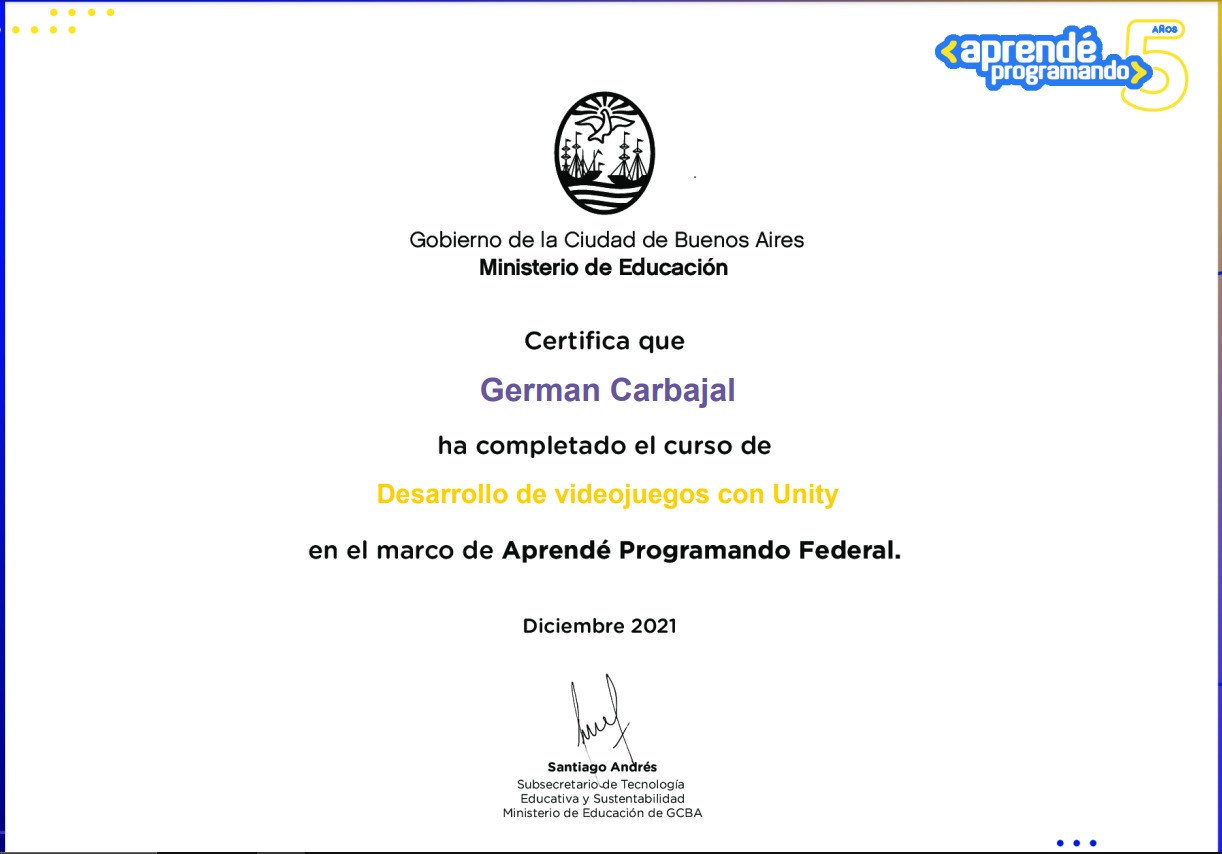 AÑOS
<aprendé
programando>
5
Gobierno de la Ciudad de Buenos Aires
Ministerio de Educación
Certifica que
German Carbajal
ha completado el curso de
Desarrollo de videojuegos con Unity
en el marco de Aprendé Programando Federal.
Diciembre 2021
Santiago Andrés
Subsecretario de Tecnología
Educativa y Sustentabilidad
Ministerio de Educación de GCBA